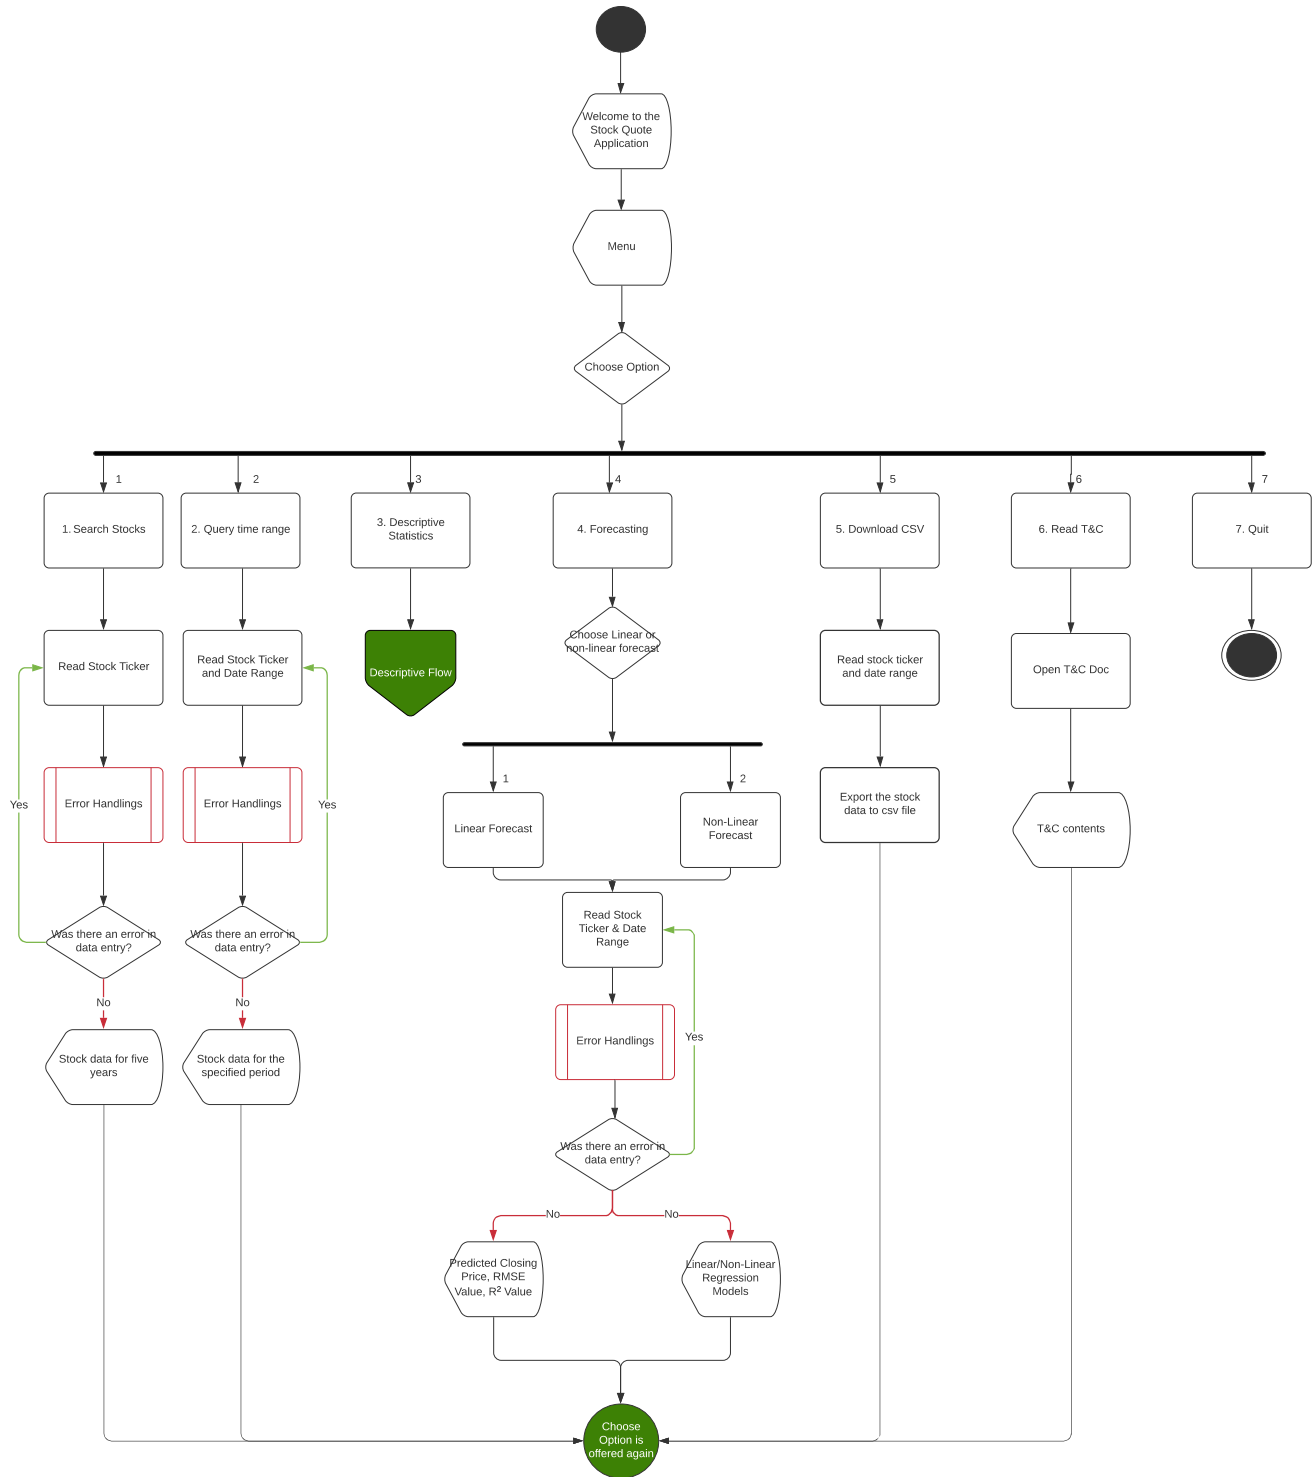 Welcome to the
Stock Quote
Application
Menu
Choose Option
1
2
3
4
5
6
7
1. Search Stocks
2. Query time range
3. Descriptive
Statistics
4. Forecasting
5. Download CSV
6. Read T&C
7. Quit
Read Stock Ticker
Read Stock Ticker
and Date Range
Descriptive Flow
Choose Linear or
non-linear forecast
Read stock ticker
and date range
Open T&C Doc
Yes
Error Handlings
Error Handlings
Yes
1
2
Linear Forecast
Non-Linear
Forecast
Export the stock
data to csv file
T&C contents
Was there an error in
data entry?
Was there an error in
data entry?
Read Stock
Ticker & Date
Range
No
No
Error Handlings
Yes
Stock data for five
years
Stock data for the
specified period
Was there an error in
data entry?
No
No
Predicted Closing
Price, RMSE
Value, R² Value
Linear/Non-Linear
Regression
Models
Choose
Option is
offered again